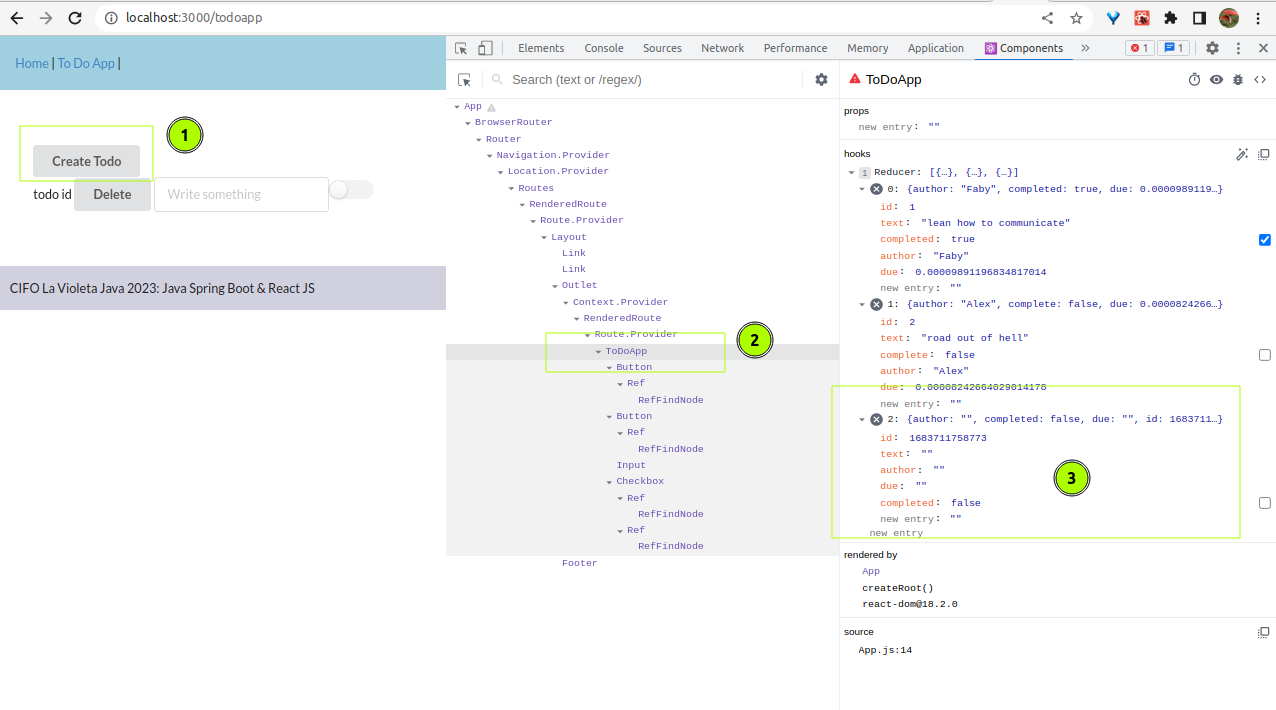 localhost:3000/todoapp
Home | To Do App |
1
Create Todo
todo id Delete Write something
CIFO La Violeta Java 2023: Java Spring Boot & React JS
Elements Console Sources Network Performance Memory Application Components » 1 1
Search (text or /regex/)
App
BrowserRouter
Router
Navigation.Provider
Location.Provider
Routes
RenderedRoute
Route.Provider
Layout
Link
Link
Outlet
Context.Provider
RenderedRoute
Route.Provider
2
ToDoApp
Button
Ref
RefFindNode
Button
Ref
RefFindNode
Input
Checkbox
Ref
RefFindNode
Ref
RefFindNode
Footer
ToDoApp
props
new entry: ""
hooks
1 Reducer: [{…}, {…}, {…}]
0: {author: "Faby", completed: true, due: 0.0000989119…}
id: 1
text: "lean how to communicate"
completed: true
author: "Faby"
due: 0.00009891196834817014
new entry: ""
1: {author: "Alex", complete: false, due: 0.0000824266…}
id: 2
text: "road out of hell"
complete: false
author: "Alex"
due: 0.00008242664029014178
new entry: ""
2: {author: "", completed: false, due: "", id: 1683711…}
id: 1683711758773
text: ""
author: ""
3
due: ""
completed: false
new entry: ""
new entry
rendered by
App
createRoot()
react-dom@18.2.0
source
App.js:14